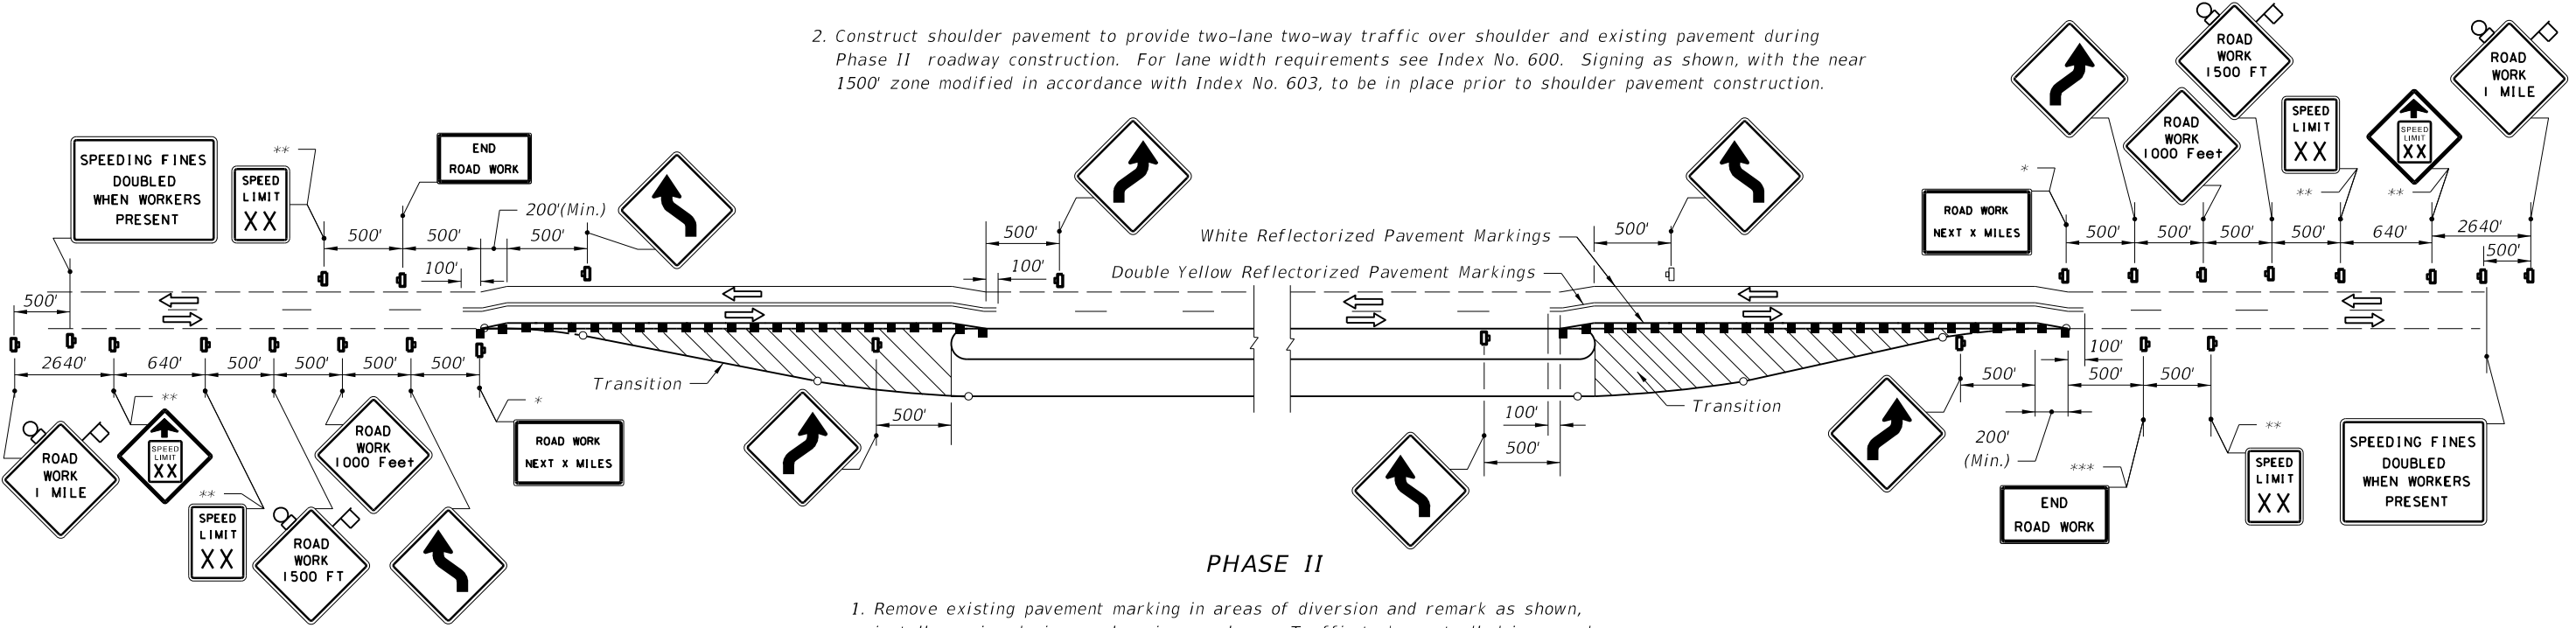 2. Construct shoulder pavement to provide two-lane two-way traffic over shoulder and existing pavement during
Phase II roadway construction. For lane width requirements see Index No. 600. Signing as shown, with the near
1500' zone modified in accordance with Index No. 603, to be in place prior to shoulder pavement construction.
SPEEDING FINES
DOUBLED
WHEN WORKERS
PRESENT
**
SPEED
LIMIT
XX
END
ROAD WORK
200'(Min.)
500'
500'
500'
100'
500'
500'
100'
White Reflectorized Pavement Markings
Double Yellow Reflectorized Pavement Markings
500'
ROAD
WORK
1500 FT
ROAD
WORK
1 MILE
ROAD
WORK
1000 Feet
SPEED
LIMIT
XX
SPEED
LIMIT
XX
*
**
**
ROAD WORK
NEXT X MILES
500'
500'
500'
500'
640'
2640'
500'
2640'
640'
500'
500'
500'
500'
Transition
**
*
ROAD
WORK
1 MILE
SPEED
LIMIT
XX
**
SPEED
LIMIT
XX
ROAD
WORK
1500 FT
ROAD
WORK
1000 Feet
ROAD WORK
NEXT X MILES
500'
100'
500'
Transition
100'
500'
500'
500'
200'
(Min.)
***
END
ROAD WORK
**
SPEED
LIMIT
XX
SPEEDING FINES
DOUBLED
WHEN WORKERS
PRESENT
PHASE II
1. Remove existing pavement marking in areas of diversion and remark as shown,